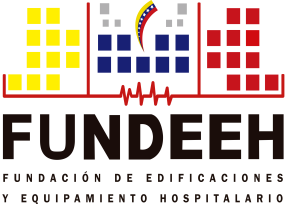 FUNDEEH
FUNDACIÓN DE EDIFICACIONES
Y EQUIPAMIENTO HOSPITALARIO